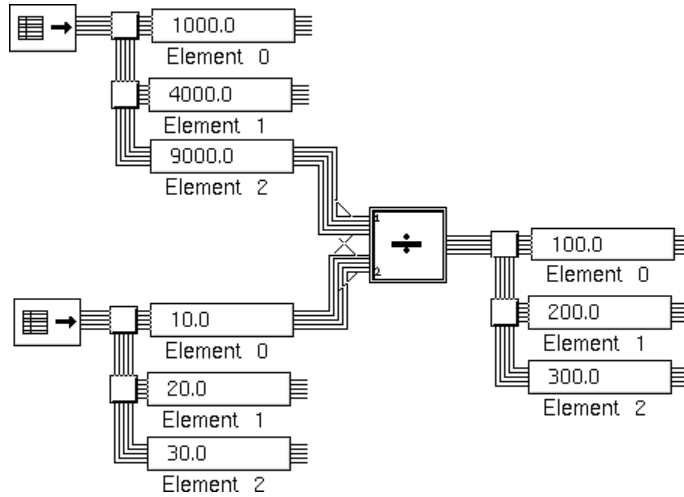 1000.0
Element 0
4000.0
Element 1
9000.0
Element 2
1
2
100.0
Element 0
200.0
Element 1
300.0
Element 2
10.0
Element 0
20.0
Element 1
30.0
Element 2